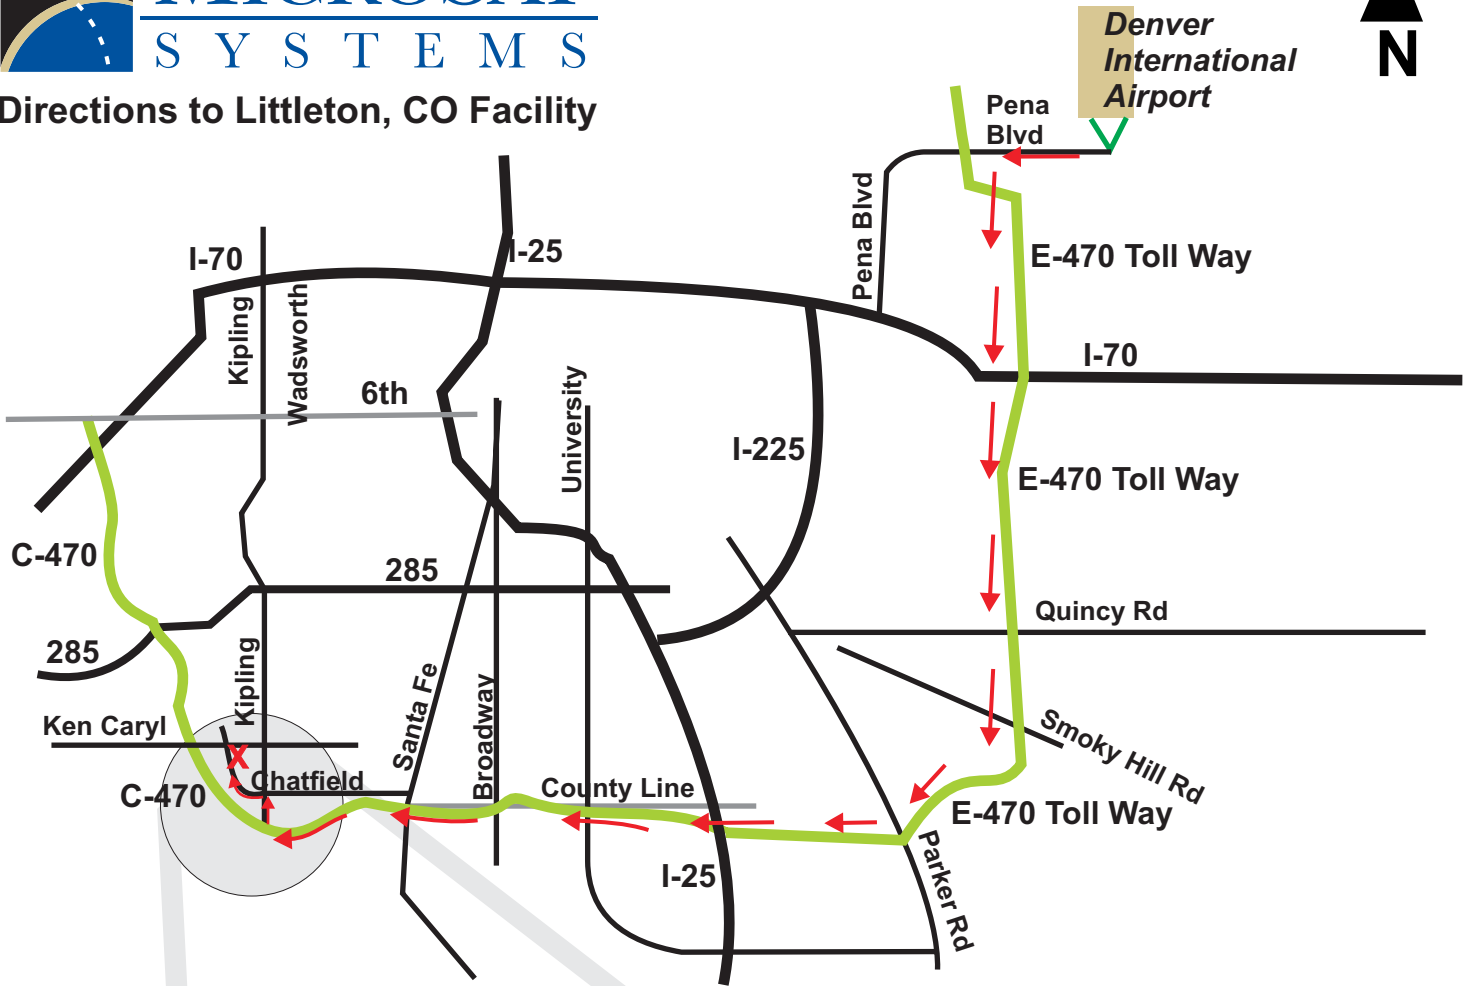 SYSTEMS
Directions to Littleton, CO Facility
Denver
International
Airport
N
Pena
Blvd
Pena Blvd
E-470 Toll Way
I-70
I-25
Kipling
Wadsworth
I-70
6th
University
I-225
E-470 Toll Way
C-470
285
Quincy Rd
285
Kipling
Santa Fe
Broadway
Ken Caryl
Smoky Hill Rd
X
Chatfield
C-470
County Line
E-470 Toll Way
I-25
Parker Rd